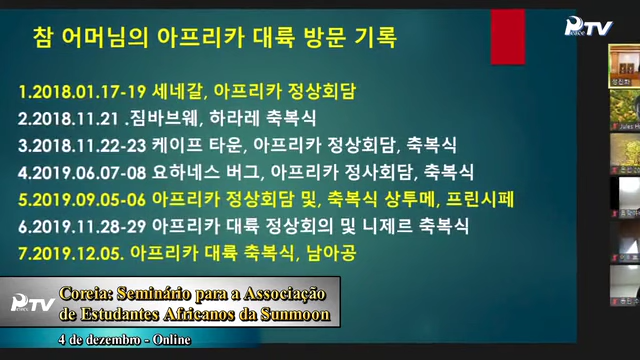 참 어머님의 아프리카 대륙 방문 기록
1.2018.01.17-19 세네갈, 아프리카 정상회담
2.2018.11.21 .짐바브웨, 하라레 축복식
3.2018.11.22-23 케이프 타운, 아프리카 정상회담, 축복식
4.2019.06.07-08 요하네스 버그, 아프리카 정사회담, 축복식
5.2019.09.05-06 아프리카 정상회담 및, 축복식 상투메, 프린시페
6.2019.11.28-29 아프리카 대륙 정상회의 및 니제르 축복식
7.2019.12.05. 아프리카 대륙 축복식, 남아공
Peace TV
Peace TV
Coreia: Seminário para a Associação
de Estudantes Africanos da Sunmoon
4 de dezembro - Online